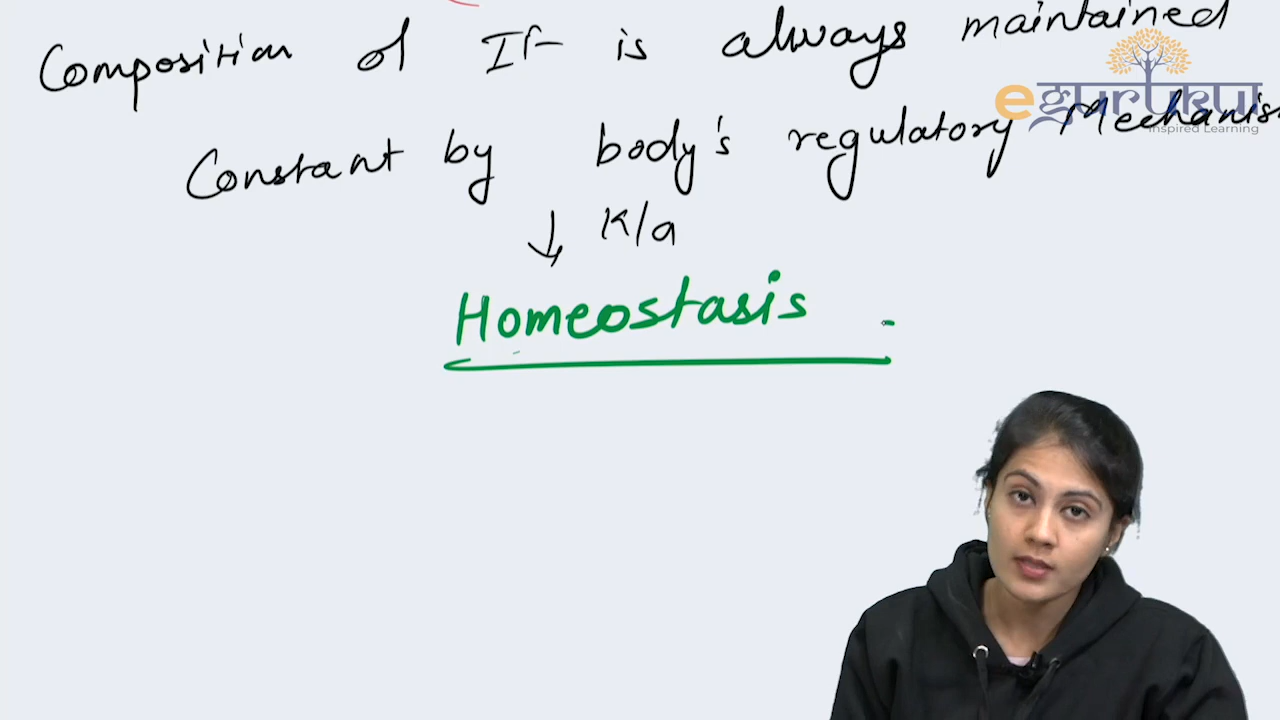 Composition of IF is always maintained
egurukul
Inspired Learning
Constant by body's regulatory Mechanism
↓ K/a
Homeostasis .